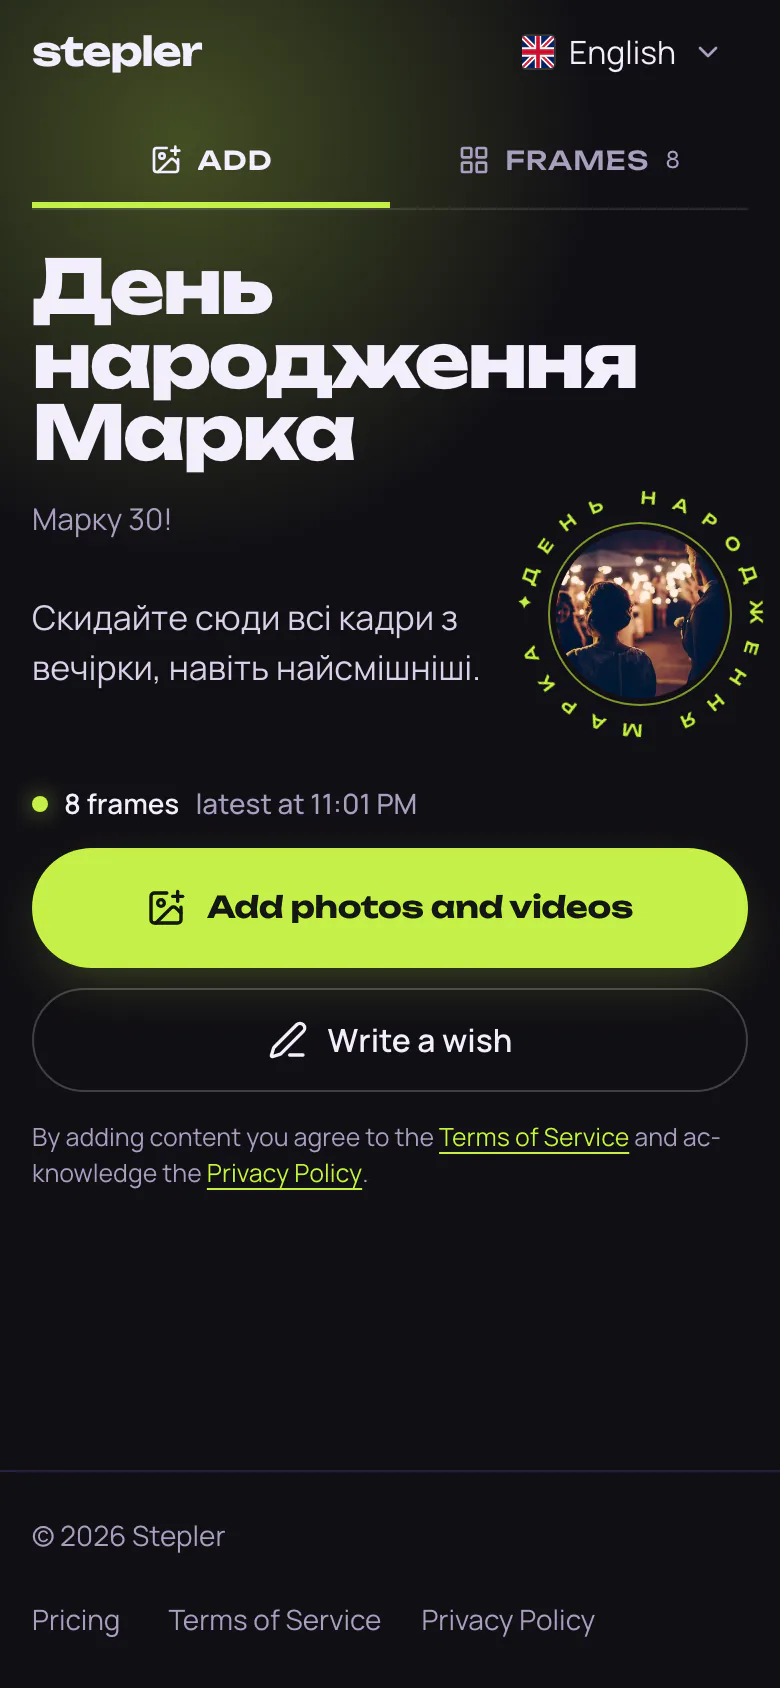 stepler
English
ADD
FRAMES 8
День
народження
Марка
Марку 30!
ДЕНЬ НАРОДЖЕННЯ МАРКА ✦
Скидайте сюди всі кадри з
вечірки, навіть найсмішніші.
8 frames latest at 11:01 PM
Add photos and videos
Write a wish
By adding content you agree to the Terms of Service and ac-
knowledge the Privacy Policy.
© 2026 Stepler
Pricing Terms of Service Privacy Policy